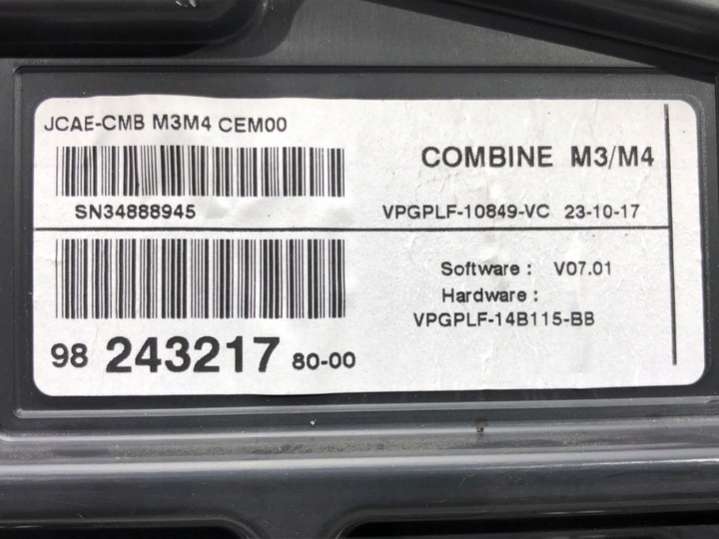 JCAE-CMB M3M4 CEM00
SN34888945
COMBINE M3/M4
VPGPLF-10849-VC 23-10-17
98 243217 80-00
Software : V07.01
Hardware :
VPGPLF-14B115-BB